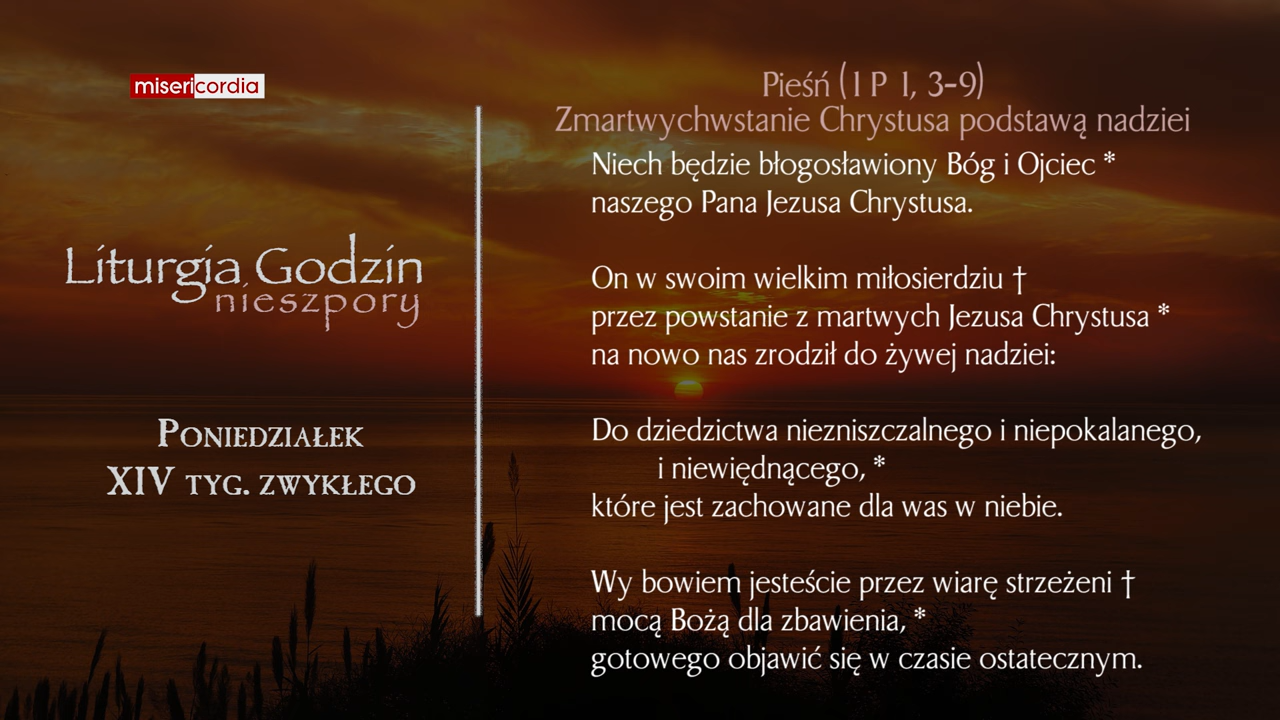 misericordia
Liturgia Godzin
nieszpory
Poniedziałek
XIV tyg. zwykłego
Pieśń (1 P 1, 3-9)
Zmartwychwstanie Chrystusa podstawą nadziei
Niech będzie błogosławiony Bóg i Ojciec *
naszego Pana Jezusa Chrystusa.
On w swoim wielkim miłosierdziu †
przez powstanie z martwych Jezusa Chrystusa *
na nowo nas zrodził do żywej nadziei:
Do dziedzictwa niezniszczalnego i niepokalanego,
i niewiędnącego, *
które jest zachowane dla was w niebie.
Wy bowiem jesteście przez wiarę strzeżeni †
mocą Bożą dla zbawienia, *
gotowego objawić się w czasie ostatecznym.